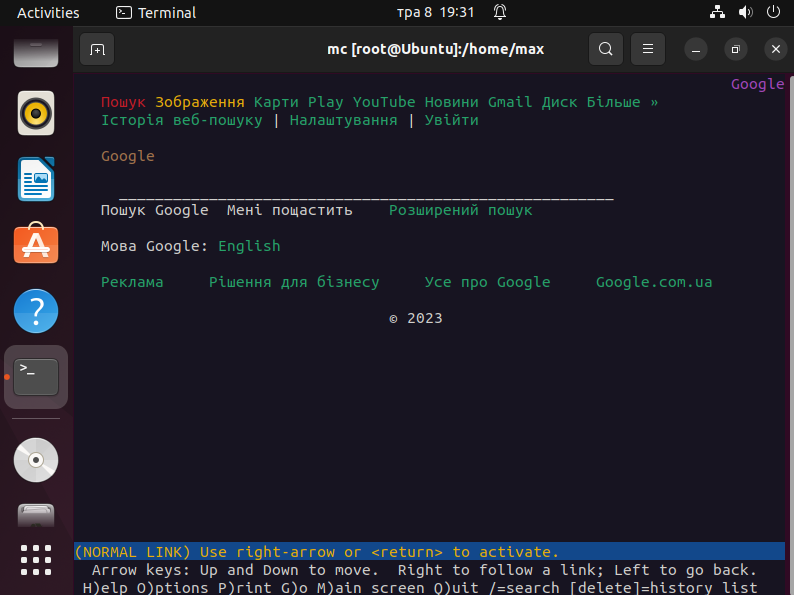 Activities Terminal тра 8 19:31
mc [root@Ubuntu]:/home/max
Google
Пошук Зображення Карти Play YouTube Новини Gmail Диск Більше »
Історія веб-пошуку | Налаштування | Увійти
Google
Пошук Google Мені пощастить Розширений пошук
Мова Google: English
Реклама Рішення для бізнесу Усе про Google Google.com.ua
© 2023
(NORMAL LINK) Use right-arrow or <return> to activate.
Arrow keys: Up and Down to move. Right to follow a link; Left to go back.
H)elp O)ptions P)rint G)o M)ain screen Q)uit /=search [delete]=history list